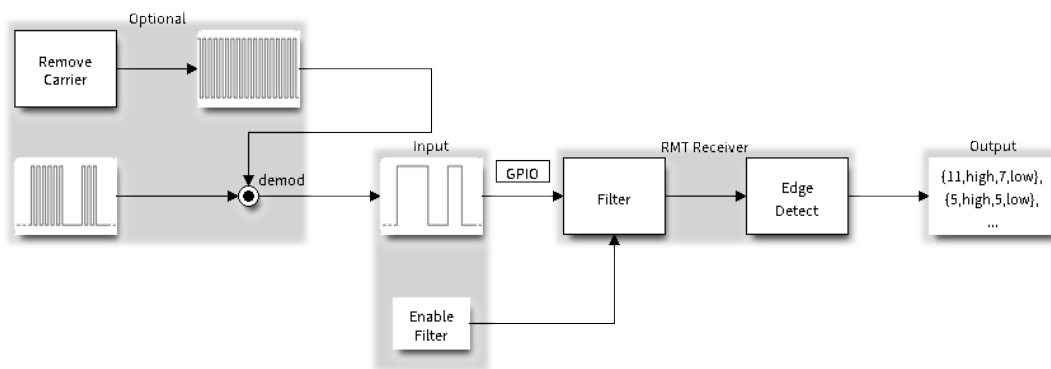 Optional
Remove
Carrier
demod
Input
GPIO
Enable
Filter
RMT Receiver
Filter
Edge
Detect
Output
{11,high,7,low},
{5,high,5,low},
...